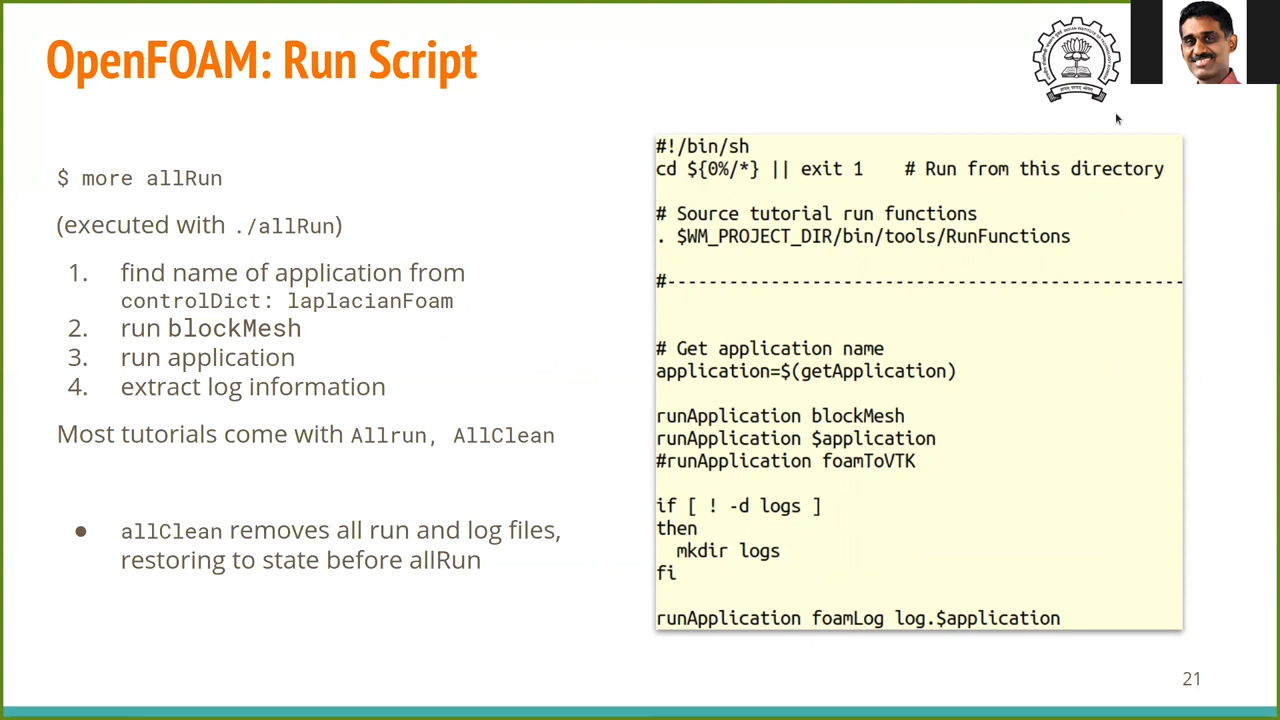 OpenFOAM: Run Script
$ more allRun
(executed with ./allRun)
1. find name of application from
controlDict: laplacianFoam
2. run blockMesh
3. run application
4. extract log information
Most tutorials come with Allrun, AllClean
● allClean removes all run and log files,
restoring to state before allRun
#!/bin/sh
cd ${0%/*} || exit 1    # Run from this directory
# Source tutorial run functions
. $WM_PROJECT_DIR/bin/tools/RunFunctions
#--------------------------------------------------
# Get application name
application=$(getApplication)
runApplication blockMesh
runApplication $application
#runApplication foamToVTK
if [ ! -d logs ]
then
  mkdir logs
fi
runApplication foamLog log.$application
21